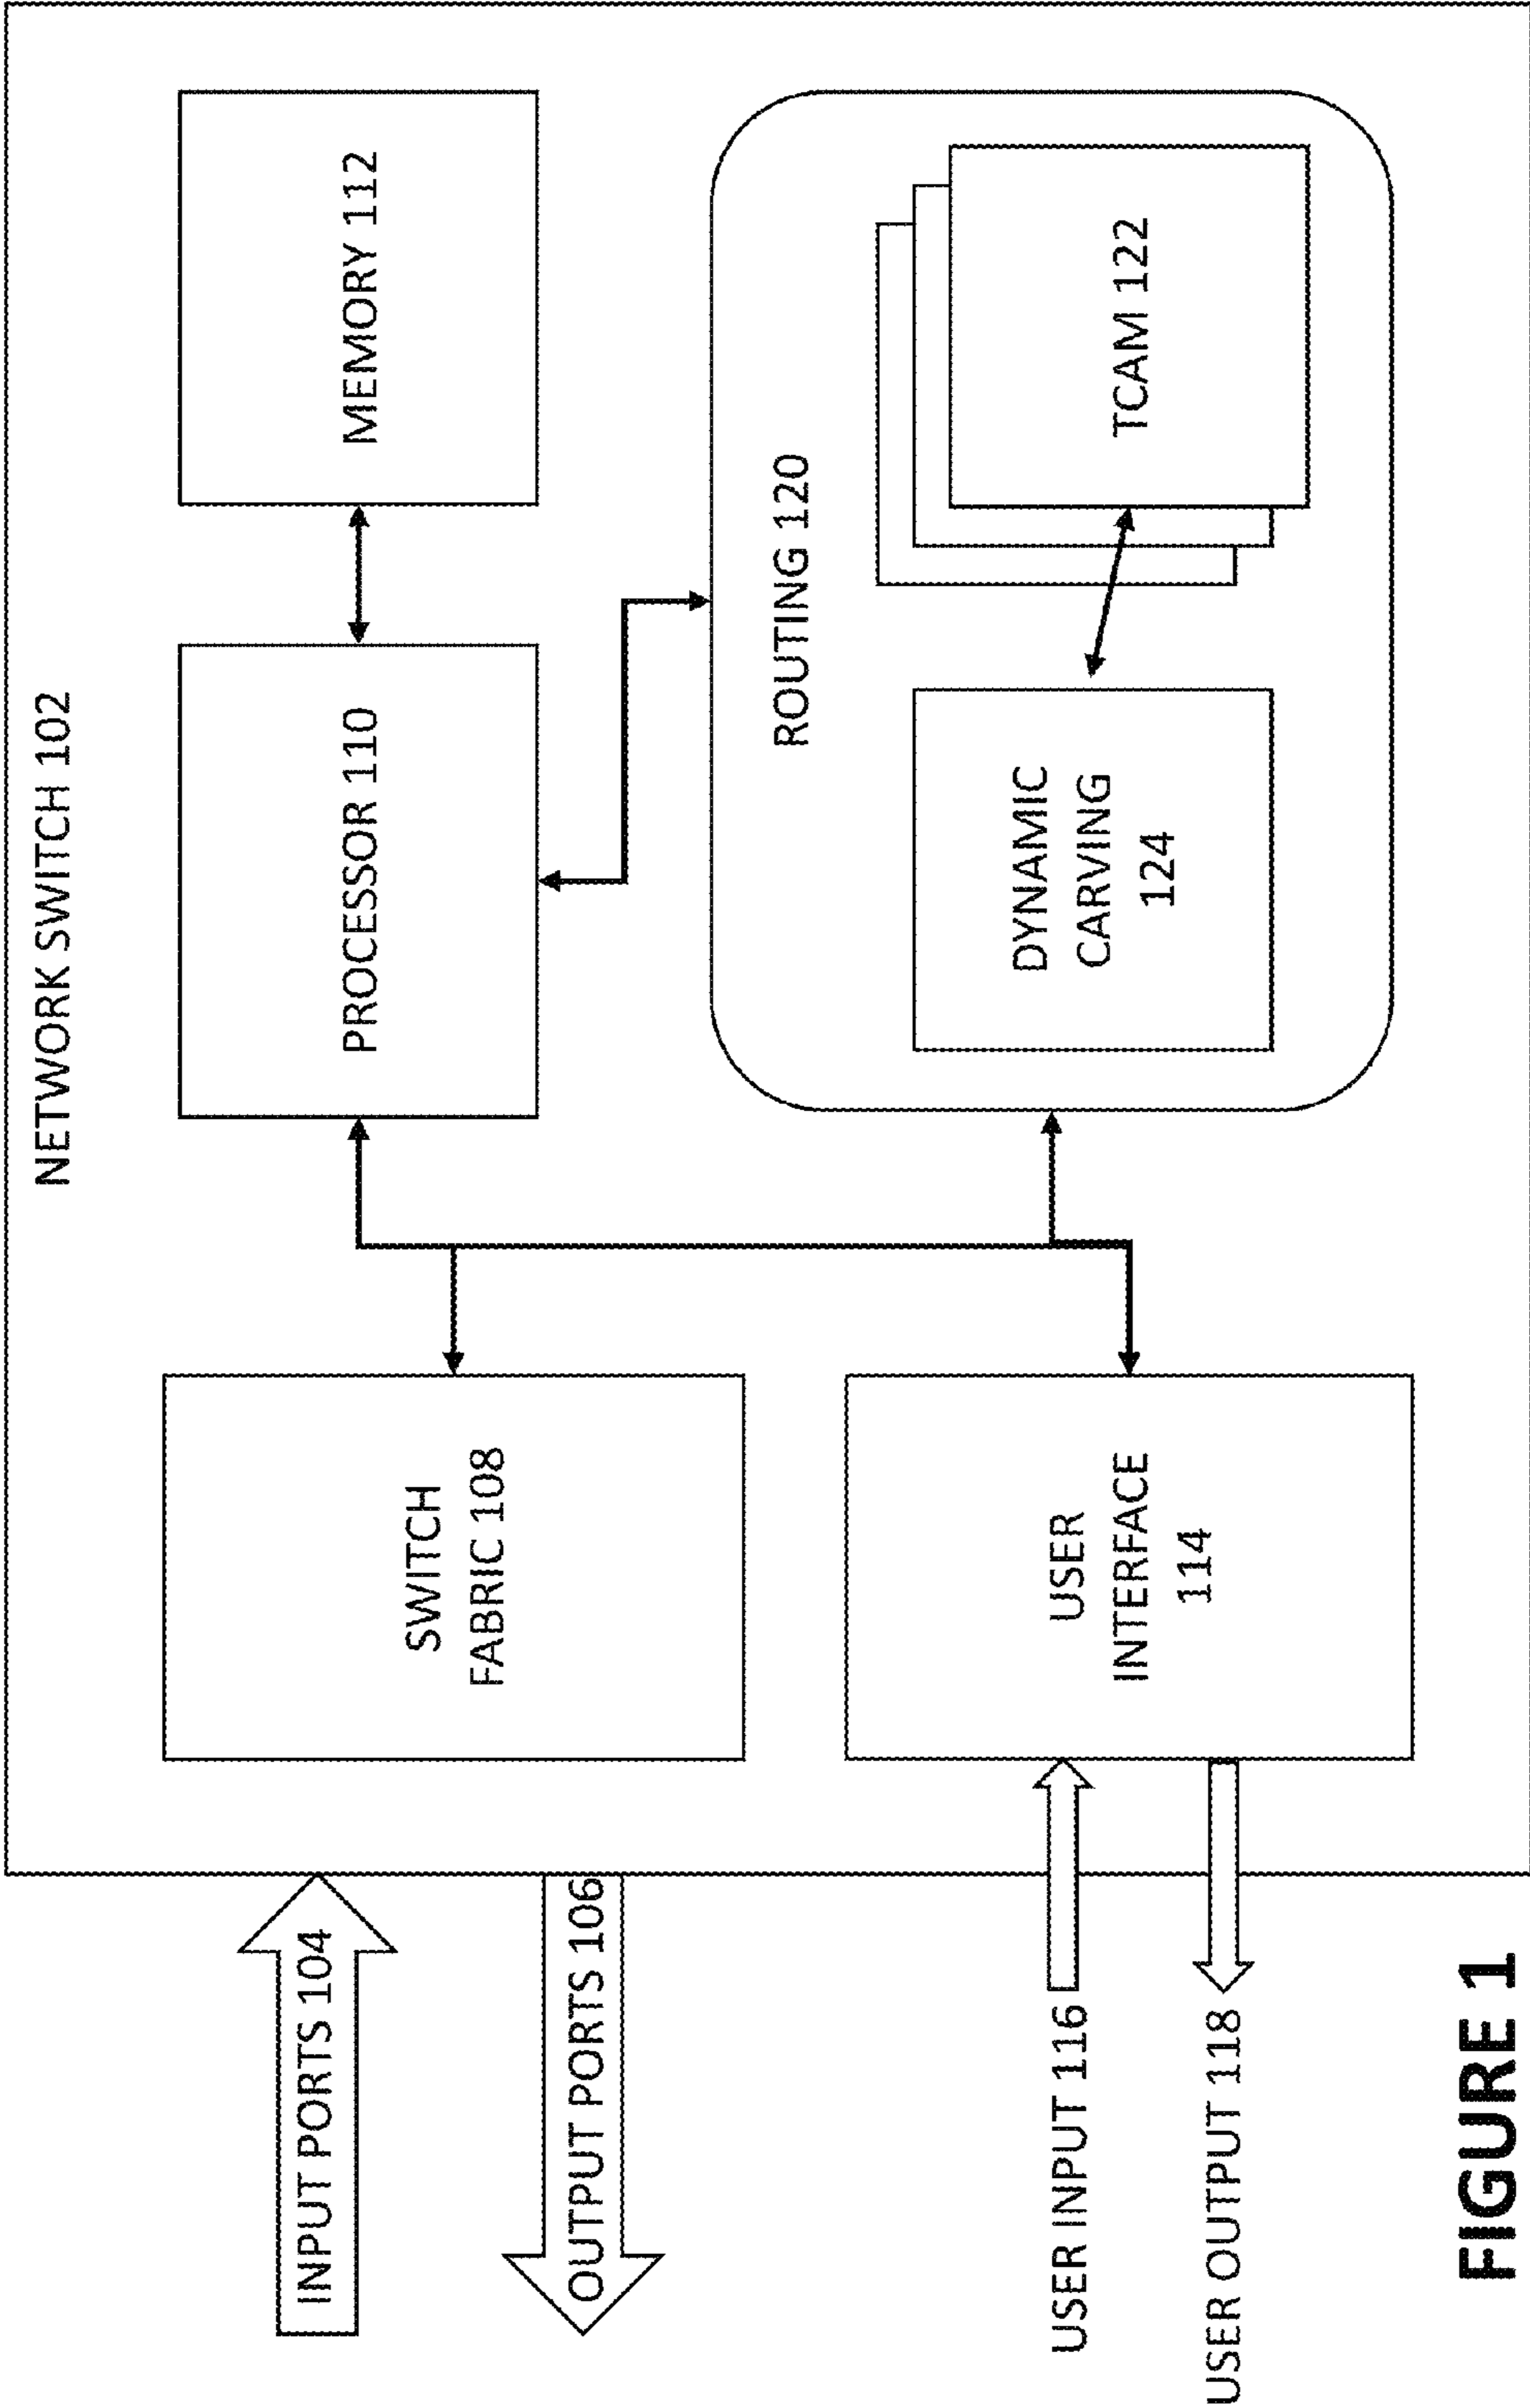 NETWORK SWITCH 102
INPUT PORTS 104
OUTPUT PORTS 106
SWITCH
FABRIC 108
PROCESSOR 110
MEMORY 112
ROUTING 120
DYNAMIC
CARVING
124
TCAM 122
USER
INTERFACE
114
USER INPUT 116
USER OUTPUT 118
FIGURE 1